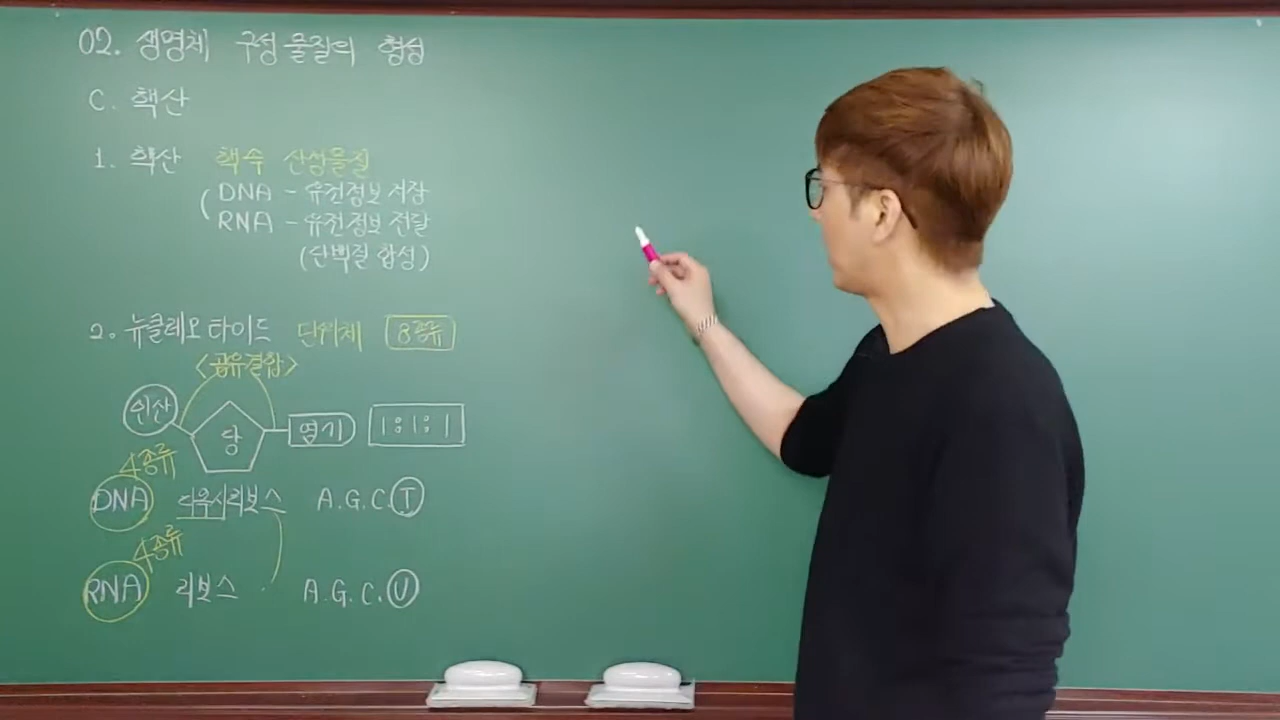 02. 생명체 구성 물질의 형성
C. 핵산
1. 핵산 핵속 산성물질
DNA - 유전정보 저장
RNA - 유전정보 전달
(단백질 합성)
2. 뉴클레오타이드 단위체 8종류
<공유결합>
인산 당 염기 1:1:1
4종류
DNA 디옥시리보스 A.G.C.T
4종류
RNA 리보스 A.G.C.U